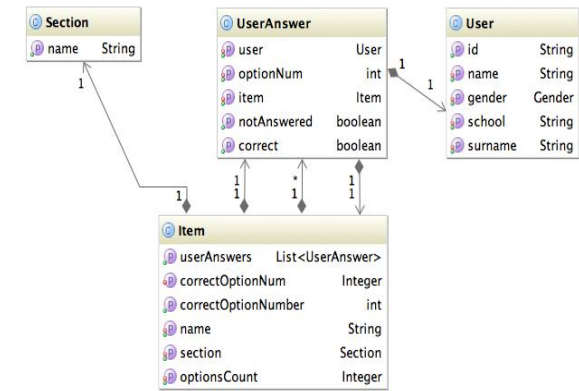 Section
name String
UserAnswer
user User
optionNum int
item Item
notAnswered boolean
correct boolean
User
id String
name String
gender Gender
school String
surname String
1
1
1
1
1
1
*
1
1
1
Item
userAnswers List<UserAnswer>
correctOptionNum Integer
correctOptionNumber int
name String
section Section
optionsCount Integer